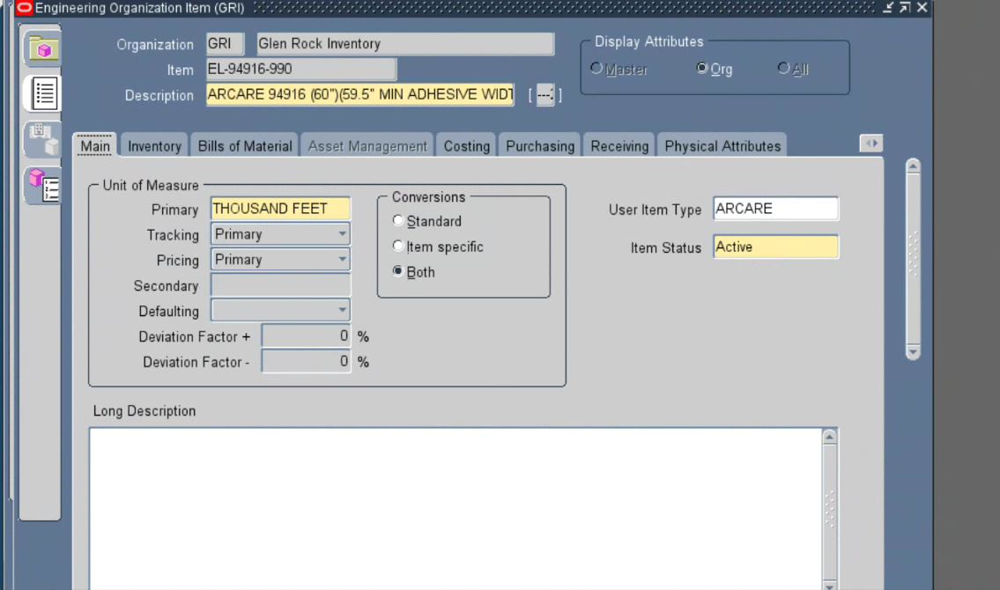 Engineering Organization Item (GRI)
Organization GRI Glen Rock Inventory
Display Attributes
Item EL-94916-990
Master Org All
Description ARCARE 94916 (60")(59.5" MIN ADHESIVE WIDT [ ---: ]
Main Inventory Bills of Material Asset Management Costing Purchasing Receiving Physical Attributes
Unit of Measure
Primary THOUSAND FEET
Tracking Primary
Pricing Primary
Secondary
Defaulting
Deviation Factor + 0 %
Deviation Factor - 0 %
Conversions
Standard
Item specific
Both
User Item Type ARCARE
Item Status Active
Long Description